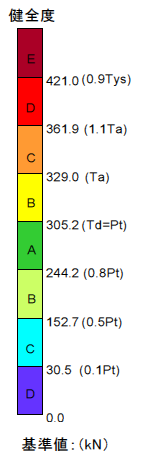 健全度
E
421.0 (0.9Tys)
D
361.9 (1.1Ta)
C
329.0 (Ta)
B
305.2 (Td=Pt)
A
244.2 (0.8Pt)
B
152.7 (0.5Pt)
C
30.5 (0.1Pt)
D
0.0
基準値：（kN）